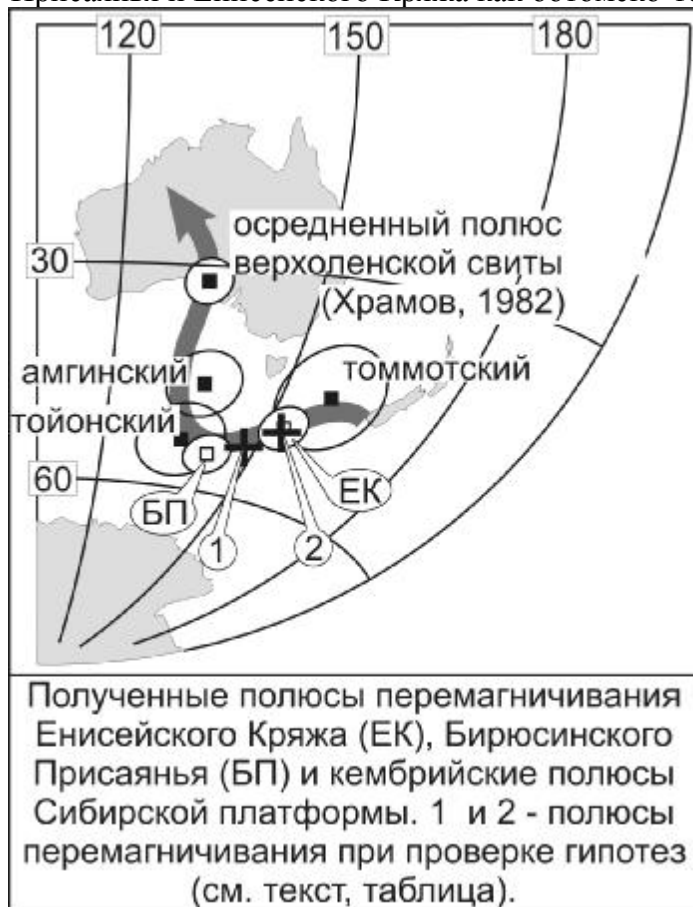 120
150
180
осредненный полюс
30
верхоленской свиты
(Храмов, 1982)
амгинский
томмотский
тойонский
60
БП
ЕК
1
2
Полученные полюсы перемагничивания
Енисейского Кряжа (ЕК), Бирюсинского
Присаянья (БП) и кембрийские полюсы
Сибирской платформы. 1 и 2 - полюсы
перемагничивания при проверке гипотез
(см. текст, таблица).